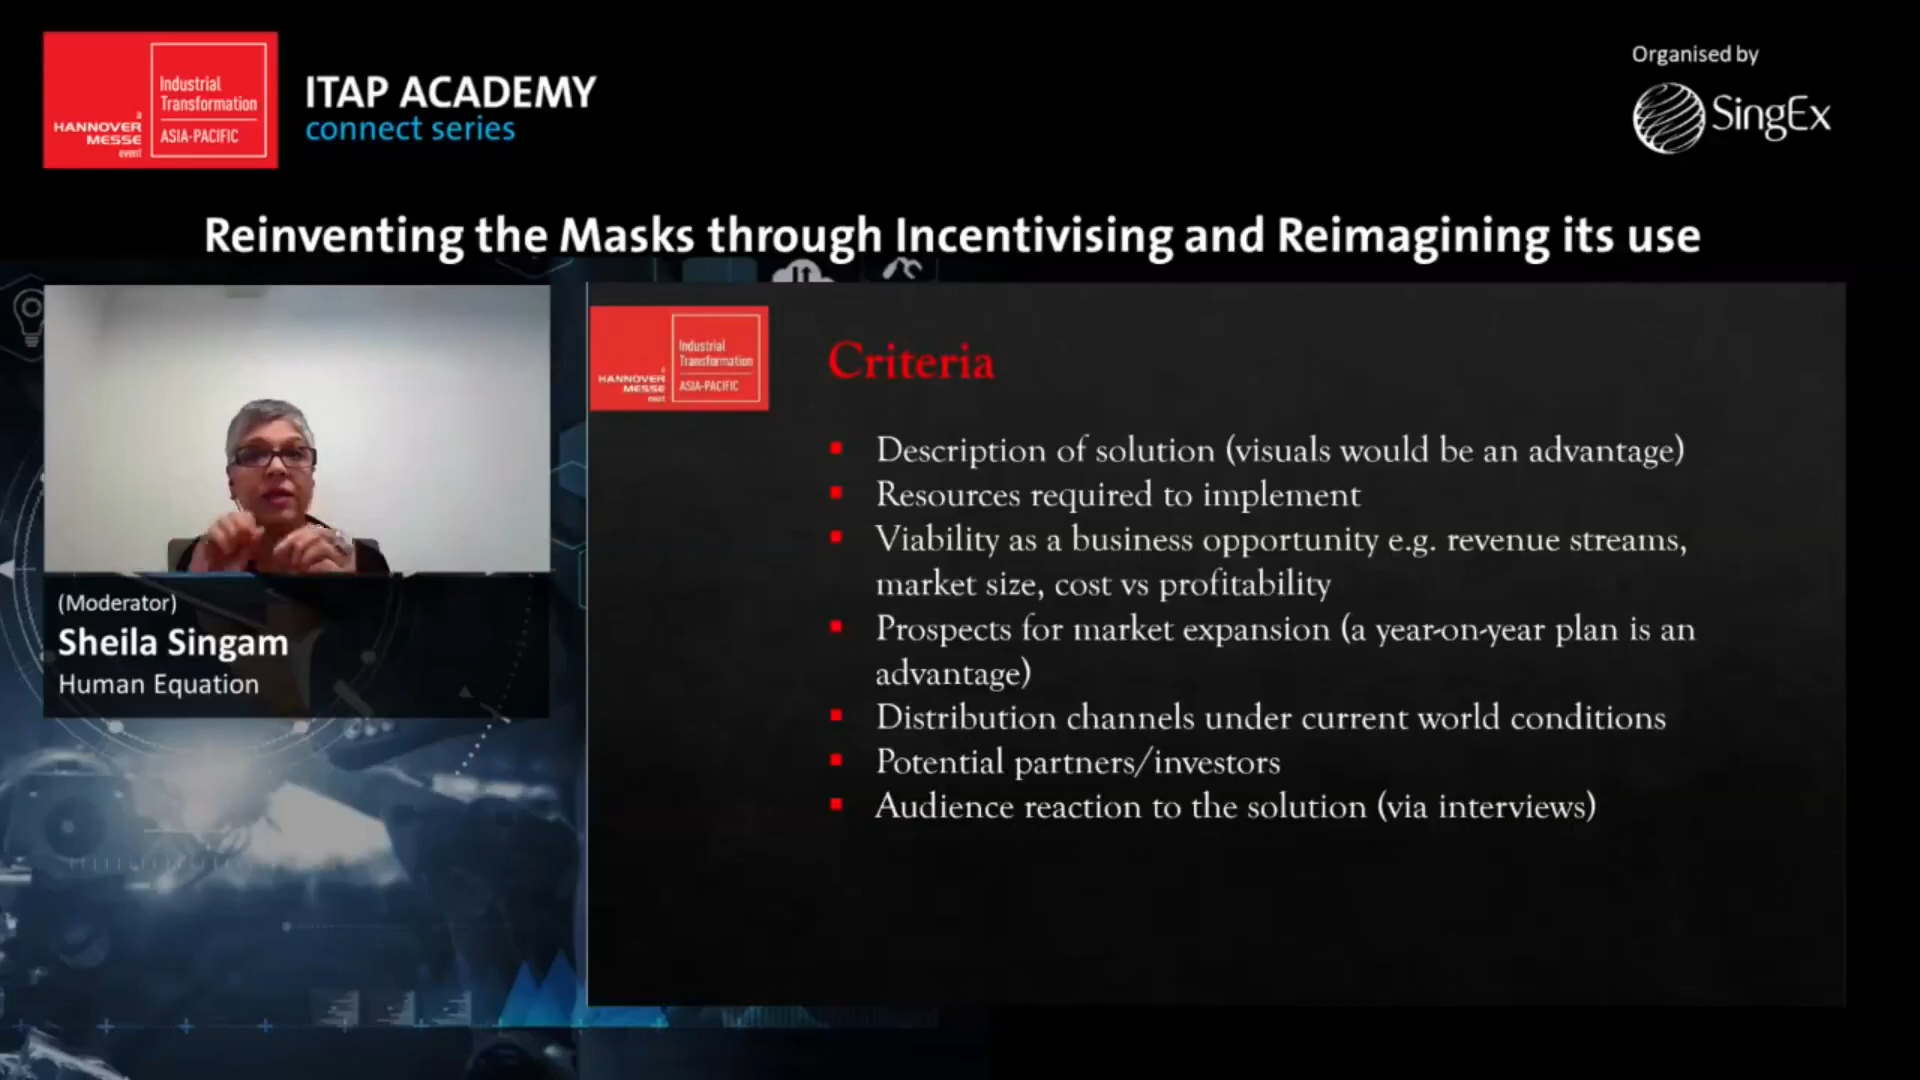 a
HANNOVER
MESSE
event
Industrial
Transformation
ASIA-PACIFIC
ITAP ACADEMY
connect series
Organised by
SingEx
Reinventing the Masks through Incentivising and Reimagining its use
(Moderator)
Sheila Singam
Human Equation
a
HANNOVER
MESSE
event
Industrial
Transformation
ASIA-PACIFIC
Criteria
▪ Description of solution (visuals would be an advantage)
▪ Resources required to implement
▪ Viability as a business opportunity e.g. revenue streams,
market size, cost vs profitability
▪ Prospects for market expansion (a year-on-year plan is an
advantage)
▪ Distribution channels under current world conditions
▪ Potential partners/investors
▪ Audience reaction to the solution (via interviews)